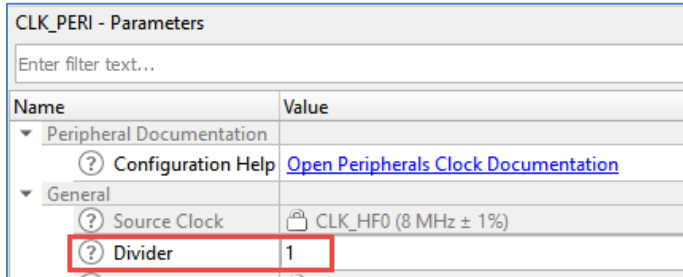 CLK_PERI - Parameters
Enter filter text...
Name Value
Peripheral Documentation
? Configuration Help Open Peripherals Clock Documentation
General
? Source Clock CLK_HF0 (8 MHz ± 1%)
? Divider 1